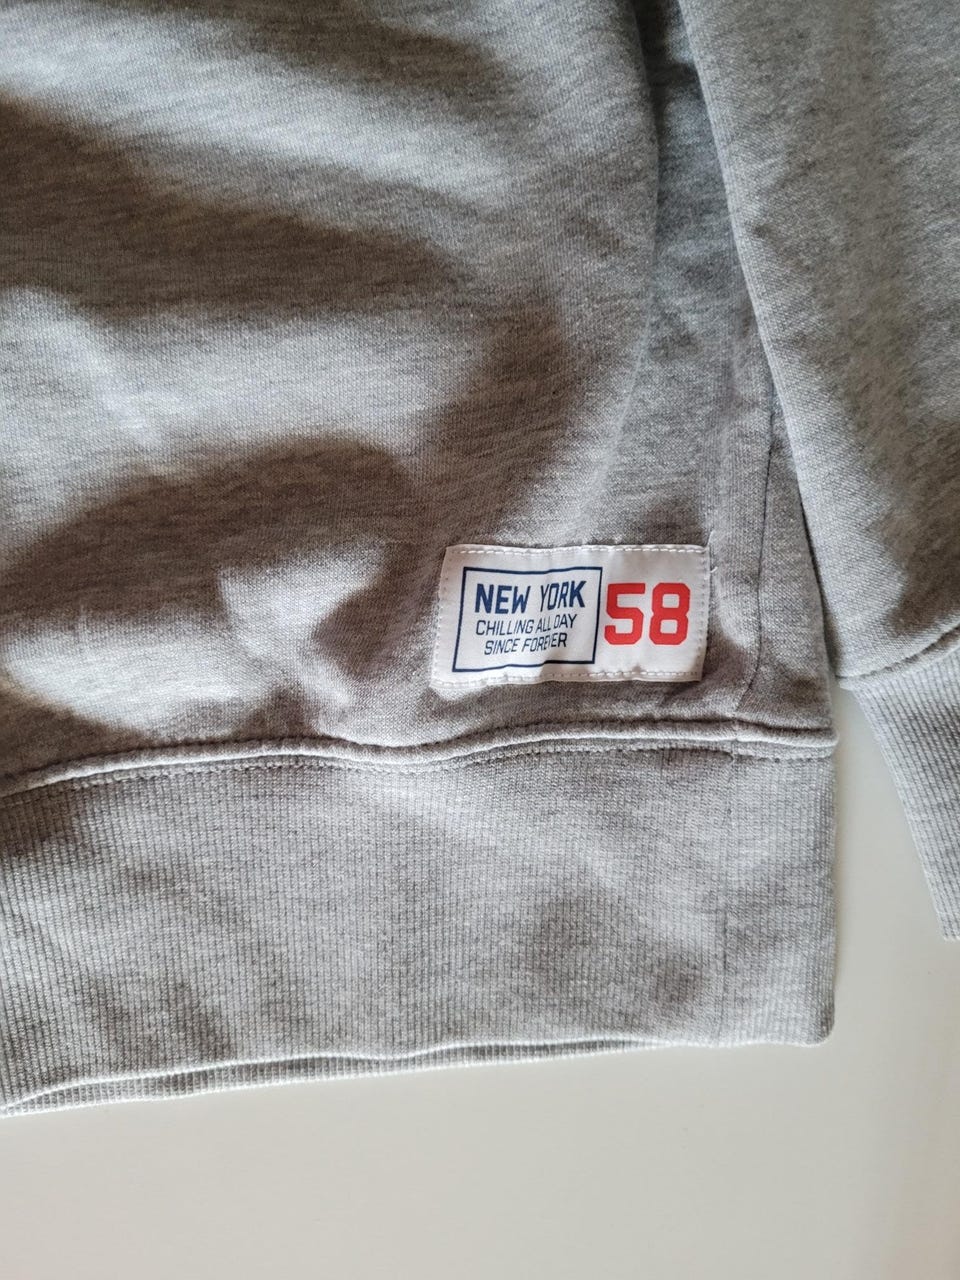 NEW YORK
CHILLING ALL DAY
SINCE FOREVER
58